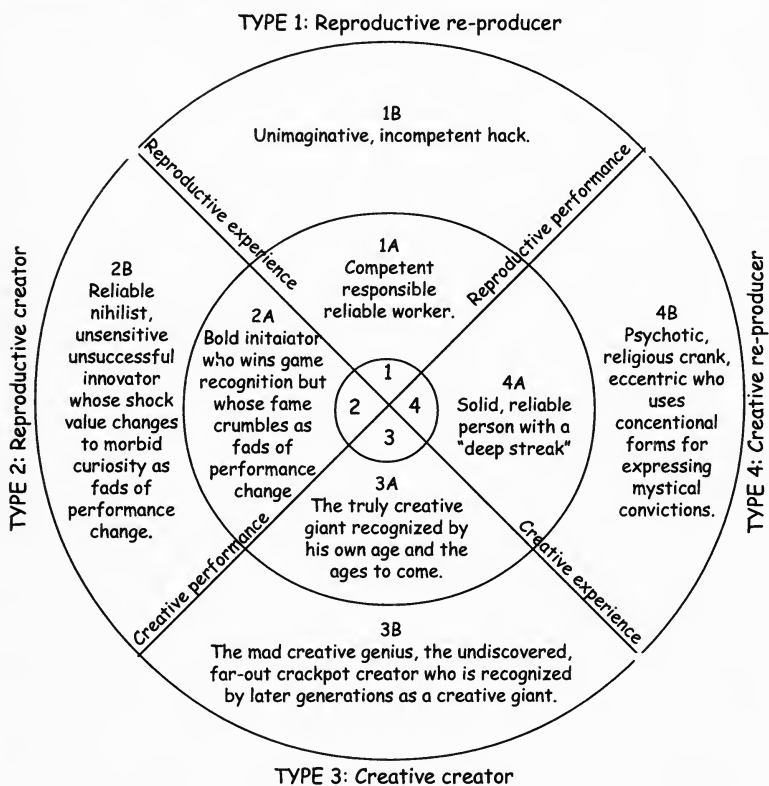 TYPE 1: Reproductive re-producer
1B
Unimaginative, incompetent hack.
Reproductive experience
Reproductive performance
1A
Competent
responsible
reliable worker.
TYPE 2: Reproductive creator
2B
Reliable
nihilist,
unsensitive
unsuccessful
innovator
whose shock
value changes
to morbid
curiosity as
fads of
performance
change.
2A
Bold initaiator
who wins game
recognition but
whose fame
crumbles as
fads of
performance
change
1
2
4
3
4A
Solid, reliable
person with a
"deep streak"
4B
Psychotic,
religious crank,
eccentric who
uses
concentional
forms for
expressing
mystical
convictions.
TYPE 4: Creative re-producer
3A
The truly creative
giant recognized by
his own age and the
ages to come.
Creative performance
Creative experience
3B
The mad creative genius, the undiscovered,
far-out crackpot creator who is recognized
by later generations as a creative giant.
TYPE 3: Creative creator